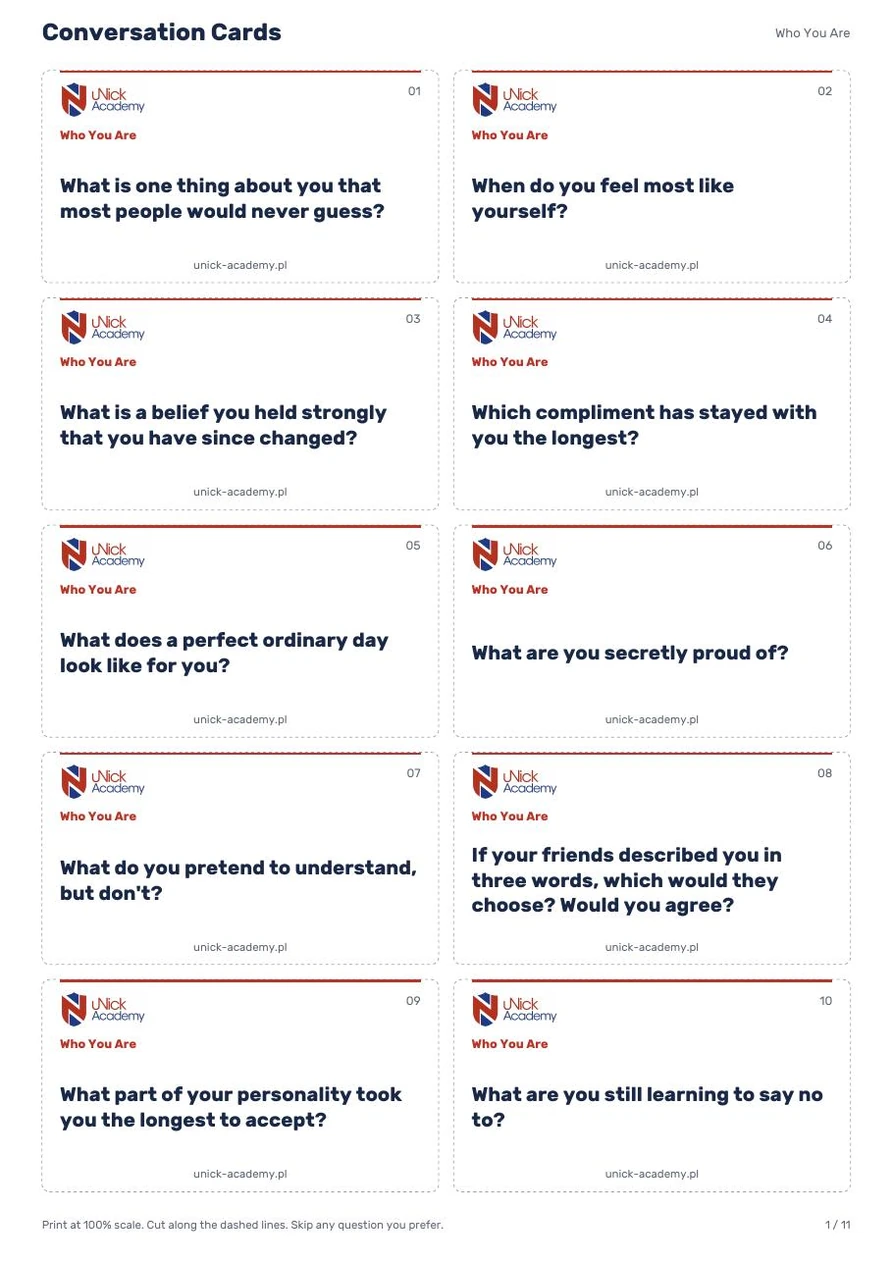 Conversation Cards
Who You Are
uNick
Academy
01
Who You Are
What is one thing about you that
most people would never guess?
unick-academy.pl
uNick
Academy
02
Who You Are
When do you feel most like
yourself?
unick-academy.pl
uNick
Academy
03
Who You Are
What is a belief you held strongly
that you have since changed?
unick-academy.pl
uNick
Academy
04
Who You Are
Which compliment has stayed with
you the longest?
unick-academy.pl
uNick
Academy
05
Who You Are
What does a perfect ordinary day
look like for you?
unick-academy.pl
uNick
Academy
06
Who You Are
What are you secretly proud of?
unick-academy.pl
uNick
Academy
07
Who You Are
What do you pretend to understand,
but don't?
unick-academy.pl
uNick
Academy
08
Who You Are
If your friends described you in
three words, which would they
choose? Would you agree?
unick-academy.pl
uNick
Academy
09
Who You Are
What part of your personality took
you the longest to accept?
unick-academy.pl
uNick
Academy
10
Who You Are
What are you still learning to say no
to?
unick-academy.pl
Print at 100% scale. Cut along the dashed lines. Skip any question you prefer.
1 / 11